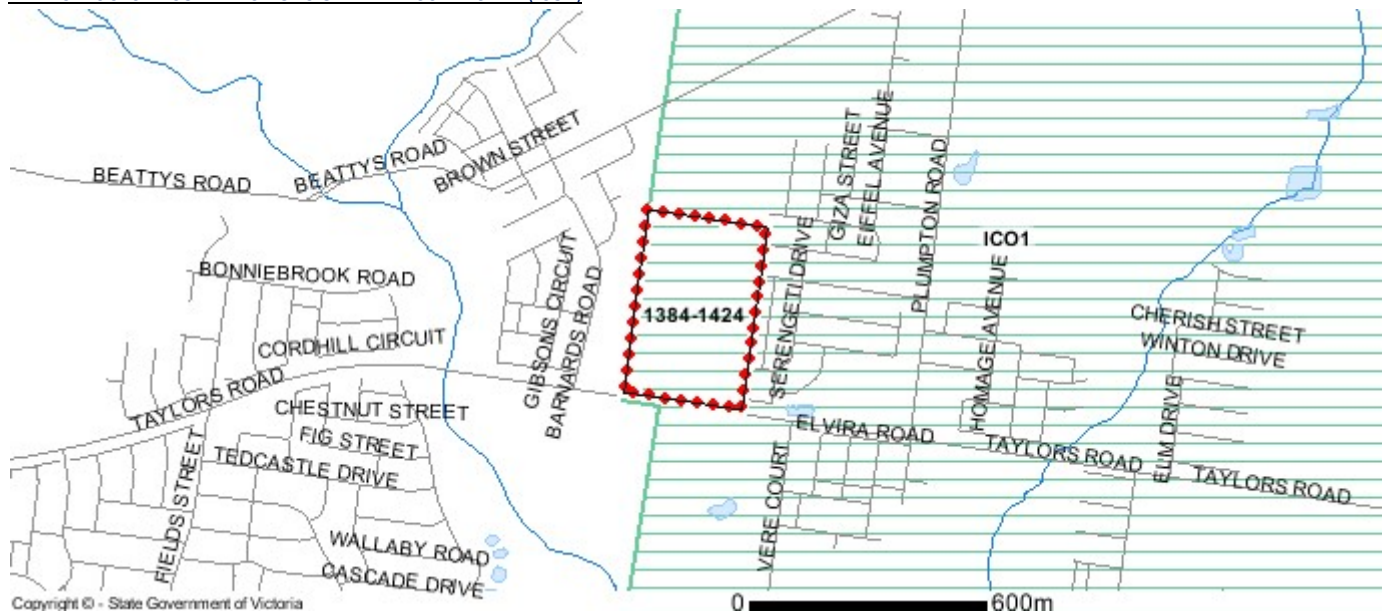 BEATTYS ROAD
BEATTYS ROAD
BROWN STREET
GIZA STREET
EIFFEL AVENUE
PLUMPTON ROAD
ICO1
SERENGETI DRIVE
BONNIEBROOK ROAD
GIBSONS CIRCUIT
BARNARDS ROAD
1384-1424
HOMAGE AVENUE
CHERISH STREET
WINTON DRIVE
CORDHILL CIRCUIT
TAYLORS ROAD
CHESTNUT STREET
FIG STREET
TEDCASTLE DRIVE
FIELDS STREET
ELVIRA ROAD
TAYLORS ROAD
ELM DRIVE
TAYLORS ROAD
VERE COURT
WALLABY ROAD
CASCADE DRIVE
Copyright © - State Government of Victoria
0 600m